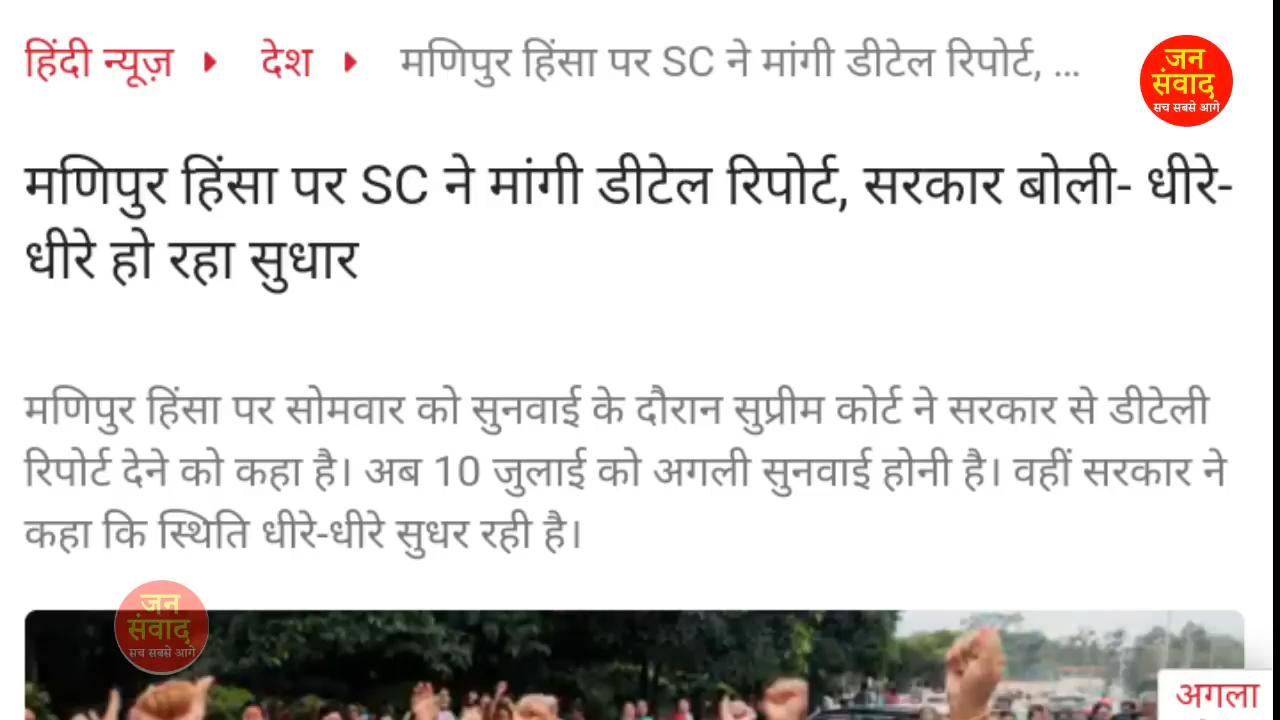 हिंदी न्यूज़ देश मणिपुर हिंसा पर SC ने मांगी डीटेल रिपोर्ट, ...
जन
संवाद
सच सबसे आगे
मणिपुर हिंसा पर SC ने मांगी डीटेल रिपोर्ट, सरकार बोली- धीरे-
धीरे हो रहा सुधार
मणिपुर हिंसा पर सोमवार को सुनवाई के दौरान सुप्रीम कोर्ट ने सरकार से डीटेली
रिपोर्ट देने को कहा है। अब 10 जुलाई को अगली सुनवाई होनी है। वहीं सरकार ने
कहा कि स्थिति धीरे-धीरे सुधर रही है।
जन
संवाद
सच सबसे आगे
अगला